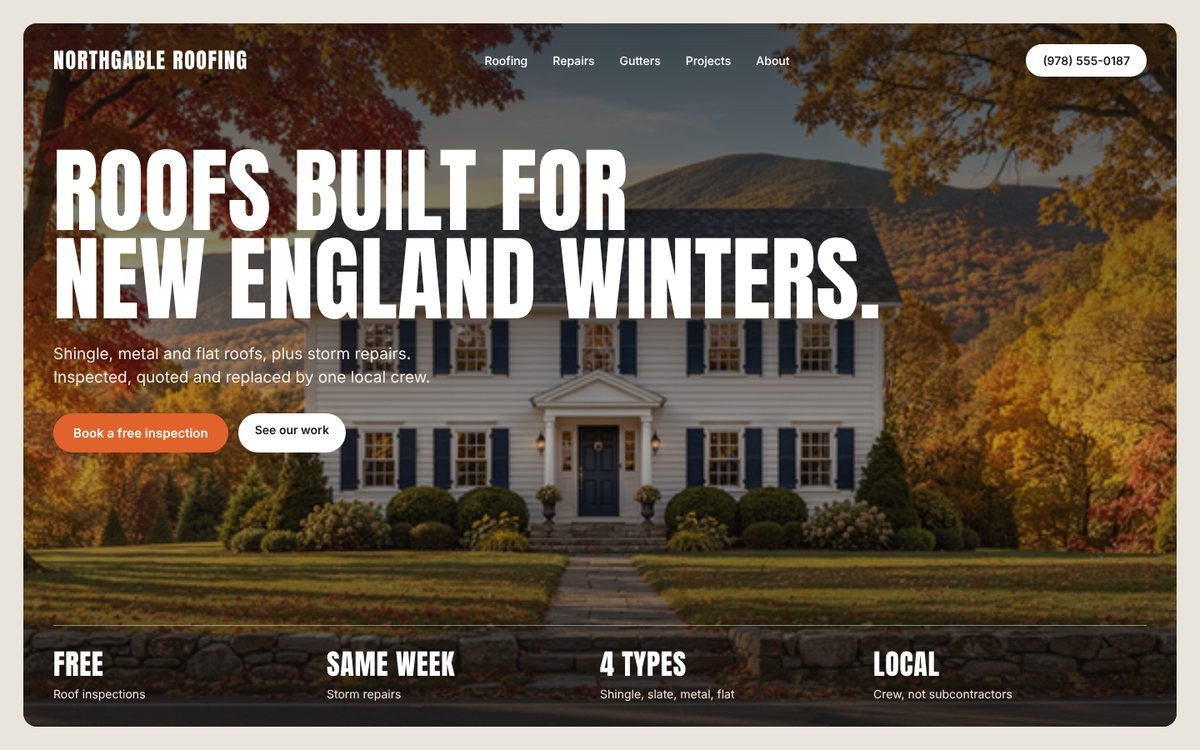 NORTHGABLE ROOFING
Roofing Repairs Gutters Projects About
(978) 555-0187
ROOFS BUILT FOR
NEW ENGLAND WINTERS.
Shingle, metal and flat roofs, plus storm repairs.
Inspected, quoted and replaced by one local crew.
Book a free inspection
See our work
FREE
Roof inspections
SAME WEEK
Storm repairs
4 TYPES
Shingle, slate, metal, flat
LOCAL
Crew, not subcontractors